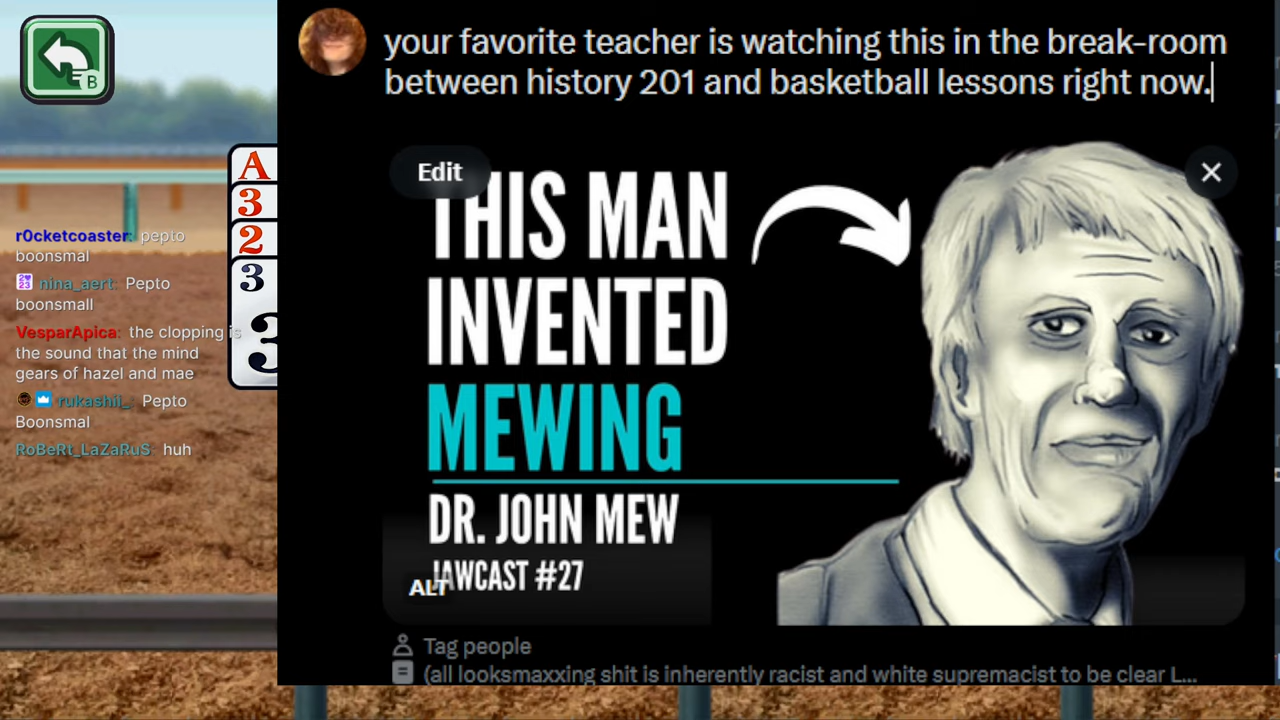 B
your favorite teacher is watching this in the break-room
between history 201 and basketball lessons right now.
Edit
THIS MAN
INVENTED
MEWING
DR. JOHN MEW
JAWCAST #27
ALT
Tag people
(all looksmaxxing shit is inherently racist and white supremacist to be clear L...
A
3
2
3
3
r0cketcoaster: pepto
boonsmal
nina_aert: Pepto
boonsmall
VesparApica: the clopping is
the sound that the mind
gears of hazel and mae
rukashii_: Pepto
Boonsmal
RoBeRt_LaZaRuS: huh